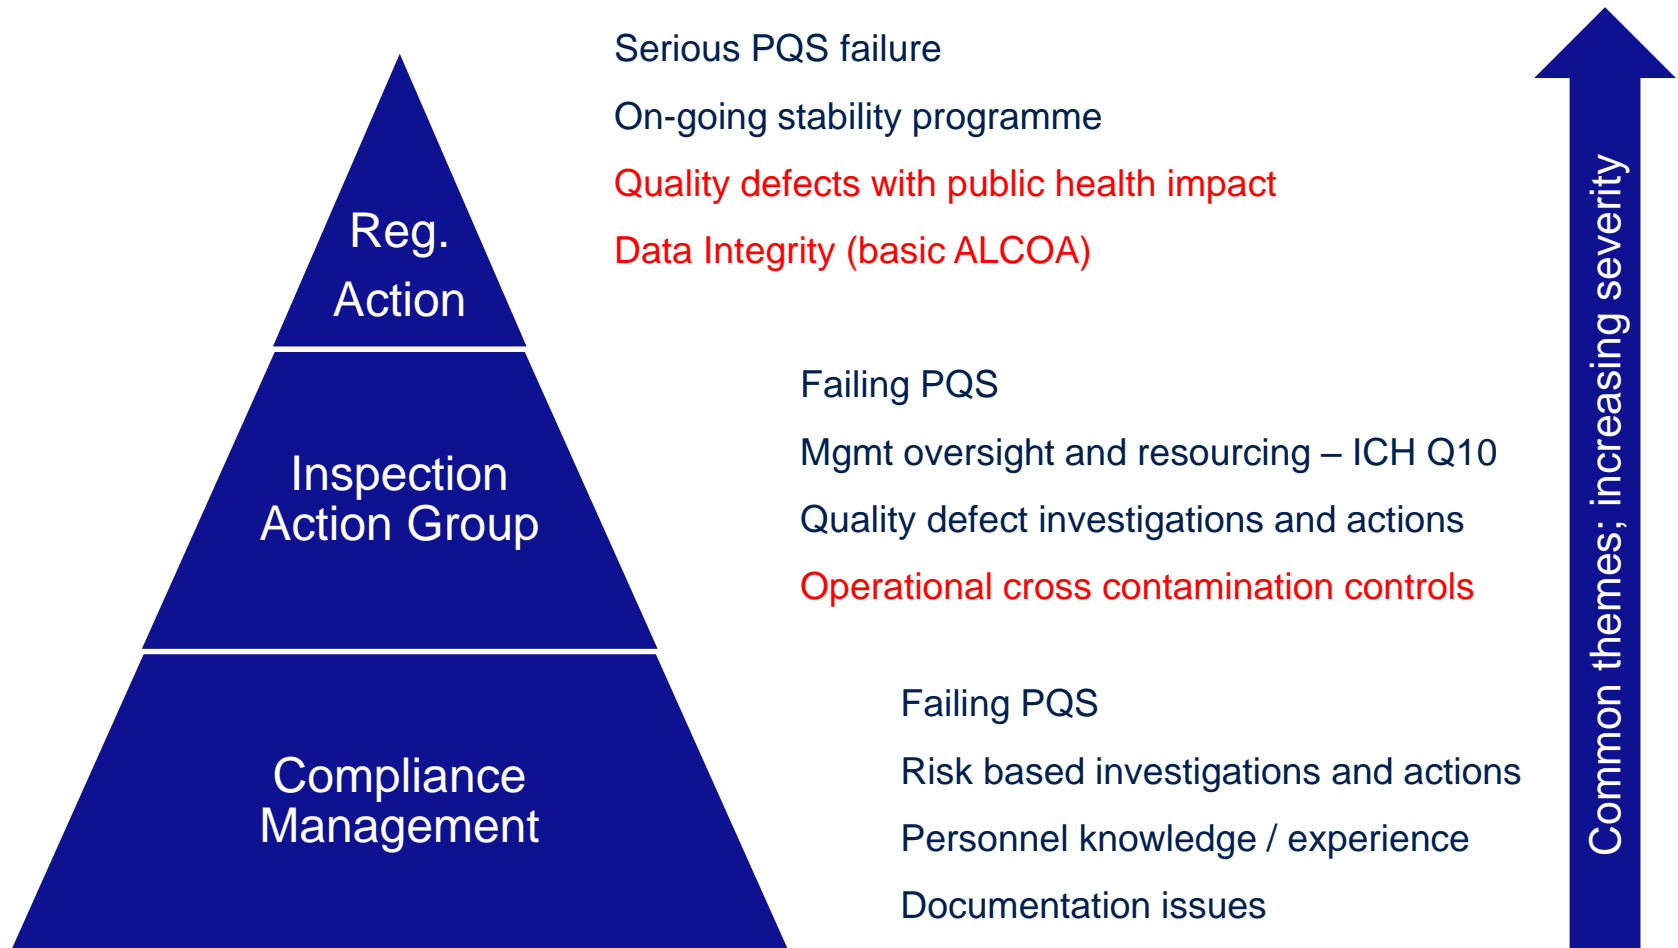 Serious PQS failure
On-going stability programme
Quality defects with public health impact
Data Integrity (basic ALCOA)
Reg.
Action
Failing PQS
Mgmt oversight and resourcing – ICH Q10
Quality defect investigations and actions
Operational cross contamination controls
Inspection
Action Group
Failing PQS
Risk based investigations and actions
Personnel knowledge / experience
Documentation issues
Compliance
Management
Common themes; increasing severity